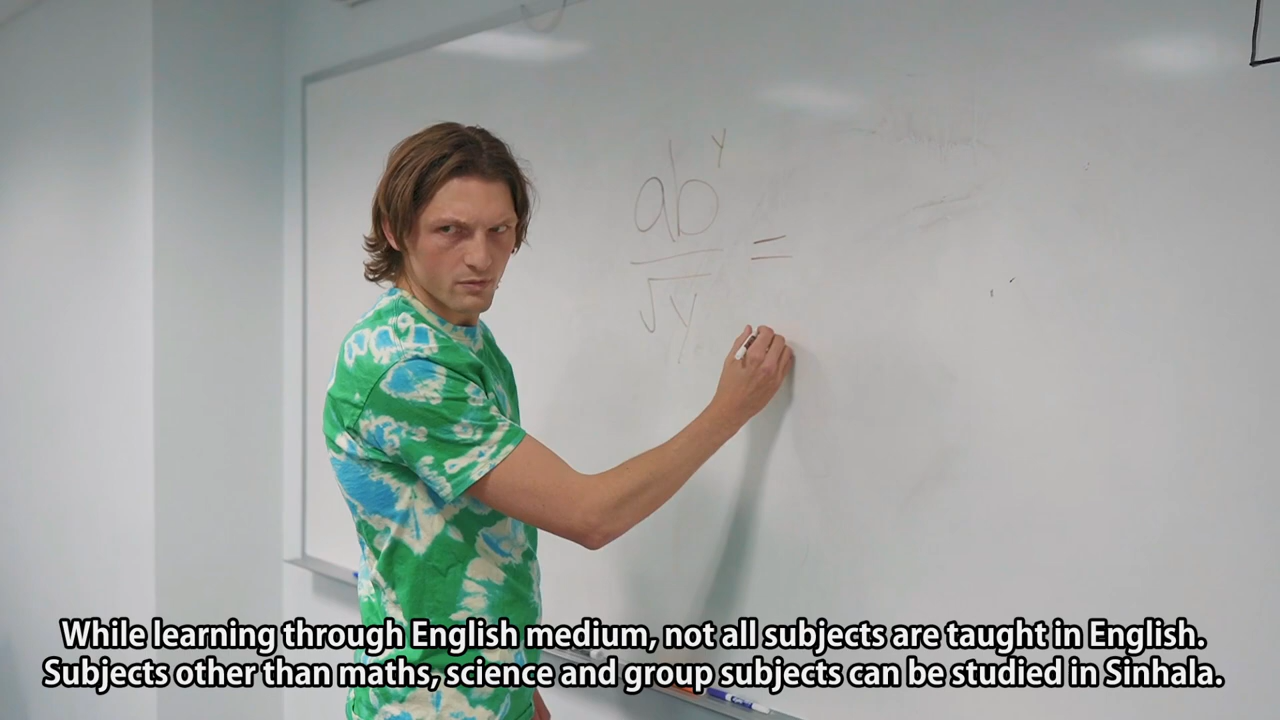 ab^y =
√y
While learning through English medium, not all subjects are taught in English.
Subjects other than maths, science and group subjects can be studied in Sinhala.